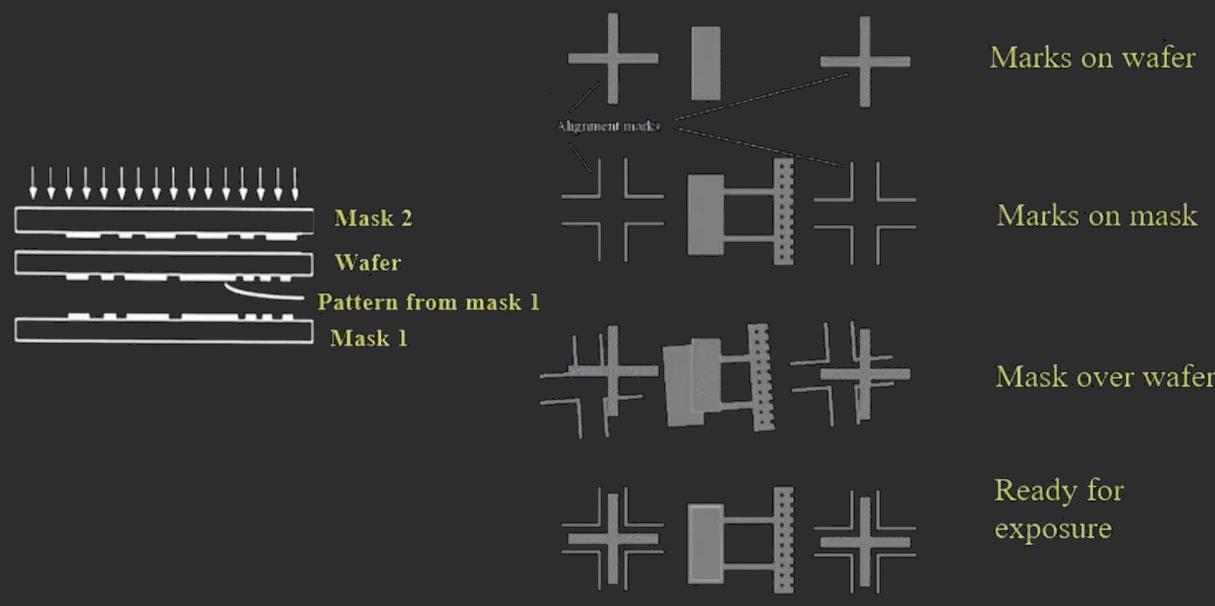 Marks on wafer
Alignment marks
Mask 2
Marks on mask
Wafer
Pattern from mask 1
Mask 1
Mask over wafer
Ready for
exposure